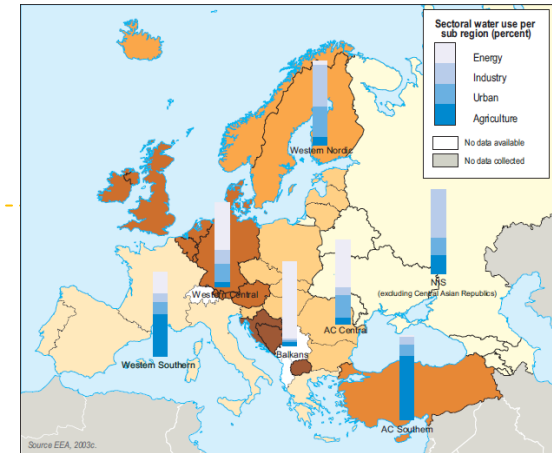 Sectoral water use per
sub region (percent)
Energy
Industry
Urban
Agriculture
No data available
No data collected
Western Nordic
NIS
(excluding Central Asian Republics)
Western Central
AC Central
Balkans
Western Southern
AC Southern
Source EEA, 2003c.